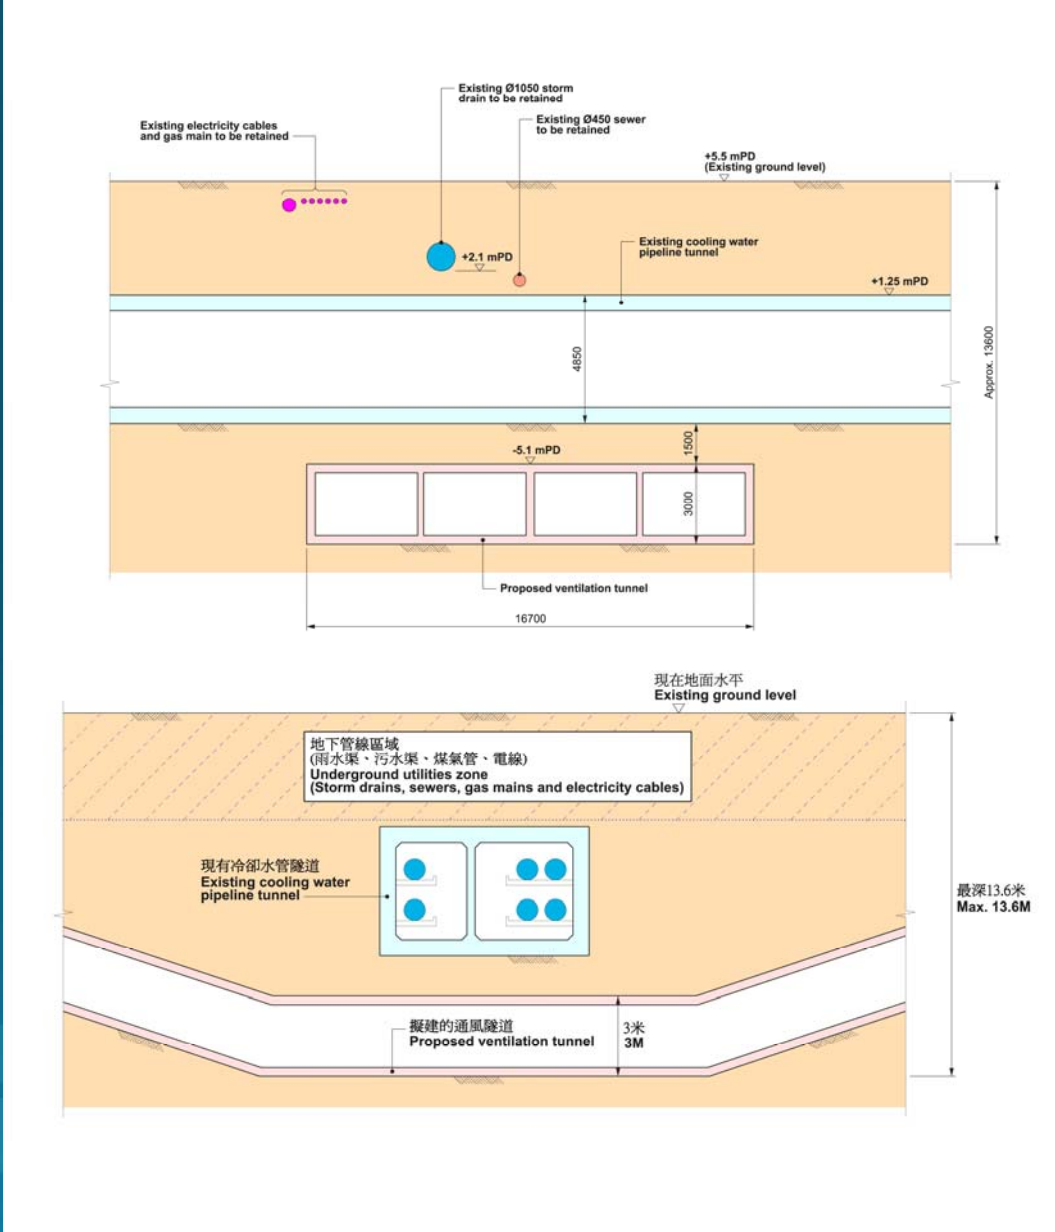 Existing Ø1050 storm
drain to be retained
Existing Ø450 sewer
to be retained
Existing electricity cables
and gas main to be retained
+5.5 mPD
(Existing ground level)
+2.1 mPD
Existing cooling water
pipeline tunnel
+1.25 mPD
4850
Approx. 13600
1500
-5.1 mPD
3000
Proposed ventilation tunnel
16700
現在地面水平
Existing ground level
地下管線區域
(雨水渠、污水渠、煤氣管、電線)
Underground utilities zone
(Storm drains, sewers, gas mains and electricity cables)
現有冷卻水管隧道
Existing cooling water
pipeline tunnel
最深13.6米
Max. 13.6M
擬建的通風隧道
Proposed ventilation tunnel
3米
3M